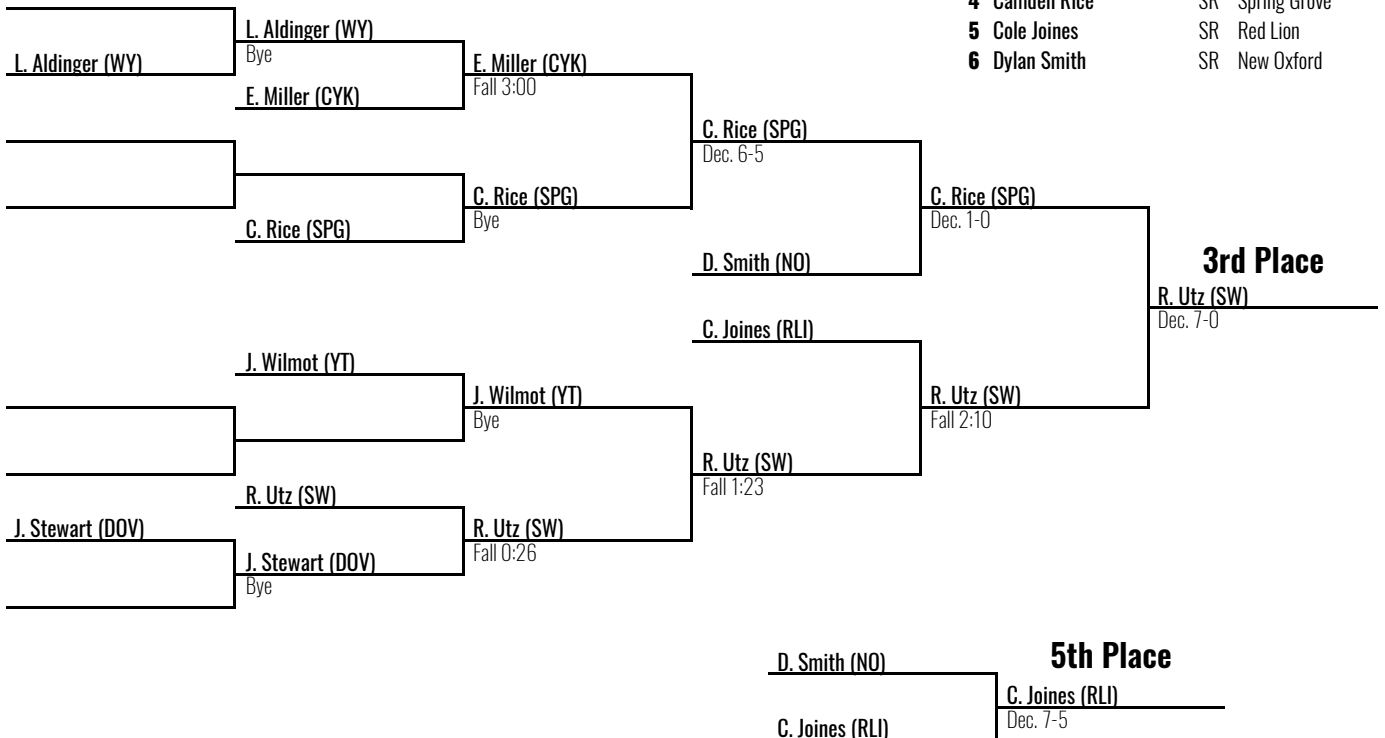 4 Camden Rice SR Spring Grove
5 Cole Joines SR Red Lion
6 Dylan Smith SR New Oxford
L. Aldinger (WY)
L. Aldinger (WY)
Bye
E. Miller (CYK)
E. Miller (CYK)
Fall 3:00
C. Rice (SPG)
Dec. 6-5
C. Rice (SPG)
C. Rice (SPG)
Bye
D. Smith (NO)
C. Rice (SPG)
Dec. 1-0
3rd Place
R. Utz (SW)
Dec. 7-0
C. Joines (RLI)
J. Wilmot (YT)
J. Wilmot (YT)
Bye
R. Utz (SW)
Fall 2:10
R. Utz (SW)
Fall 1:23
R. Utz (SW)
J. Stewart (DOV)
J. Stewart (DOV)
Bye
R. Utz (SW)
Fall 0:26
5th Place
D. Smith (NO)
C. Joines (RLI)
Dec. 7-5
C. Joines (RLI)